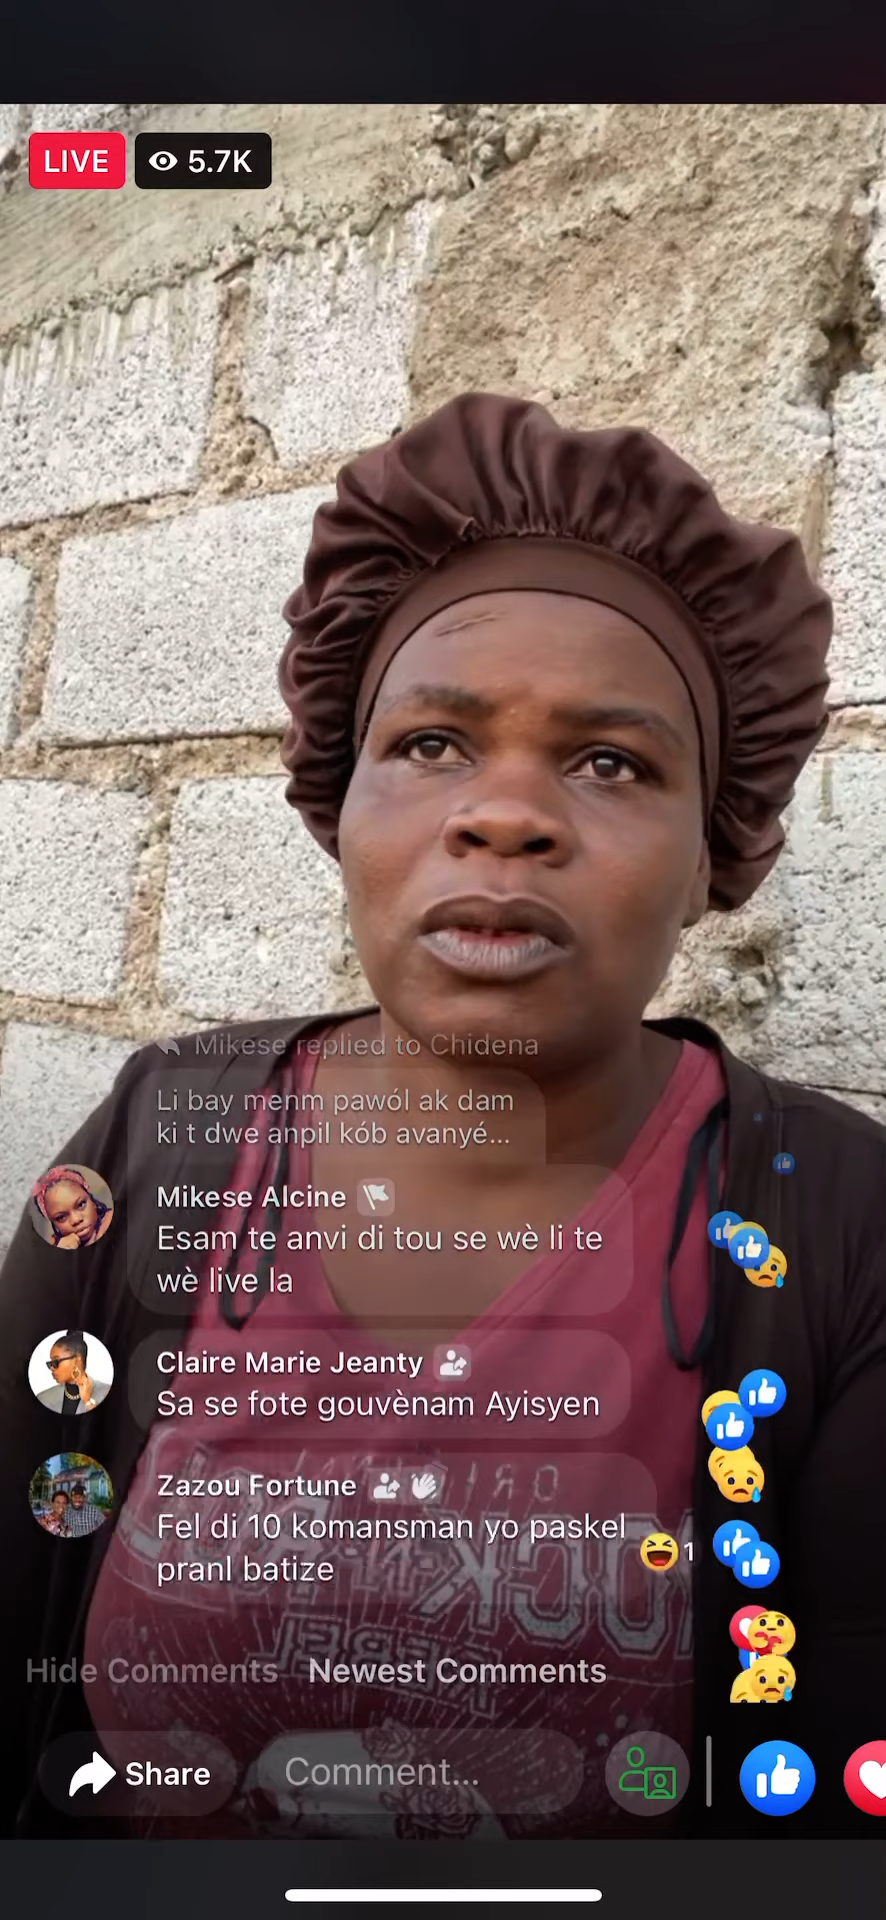 LIVE
5.7K
Mikese replied to Chidena
Li bay menm pawól ak dam
ki t dwe anpil kób avanyé...
Mikese Alcine
Esam te anvi di tou se wè li te
wè live la
Claire Marie Jeanty
Sa se fote gouvènam Ayisyen
Zazou Fortune
Fel di 10 komansman yo paskel
pranl batize
1
Hide Comments Newest Comments
Share
Comment...